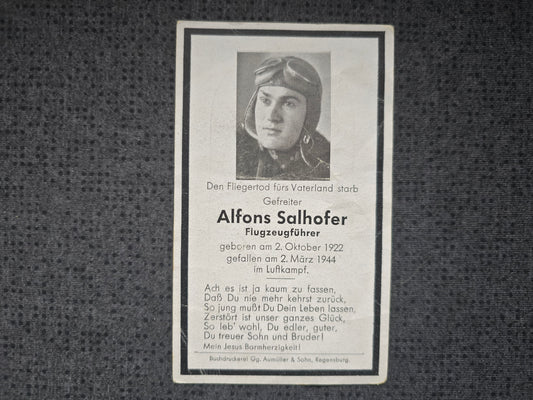 Den Fliegertod fürs Vaterland starb
Gefreiter
Alfons Salhofer
Flugzeugführer
geboren am 2. Oktober 1922
gefallen am 2. März 1944
im Luftkampf.
Ach es ist ja kaum zu fassen,
Daß Du nie mehr kehrst zurück,
So jung mußt Du Dein Leben lassen,
Zerstört ist unser ganzes Glück,
So leb' wohl, Du edler, guter,
Du treuer Sohn und Bruder!
Mein Jesus Barmherzigkeit!
Buchdruckerei Gg. Aumüller & Sohn, Regensburg.